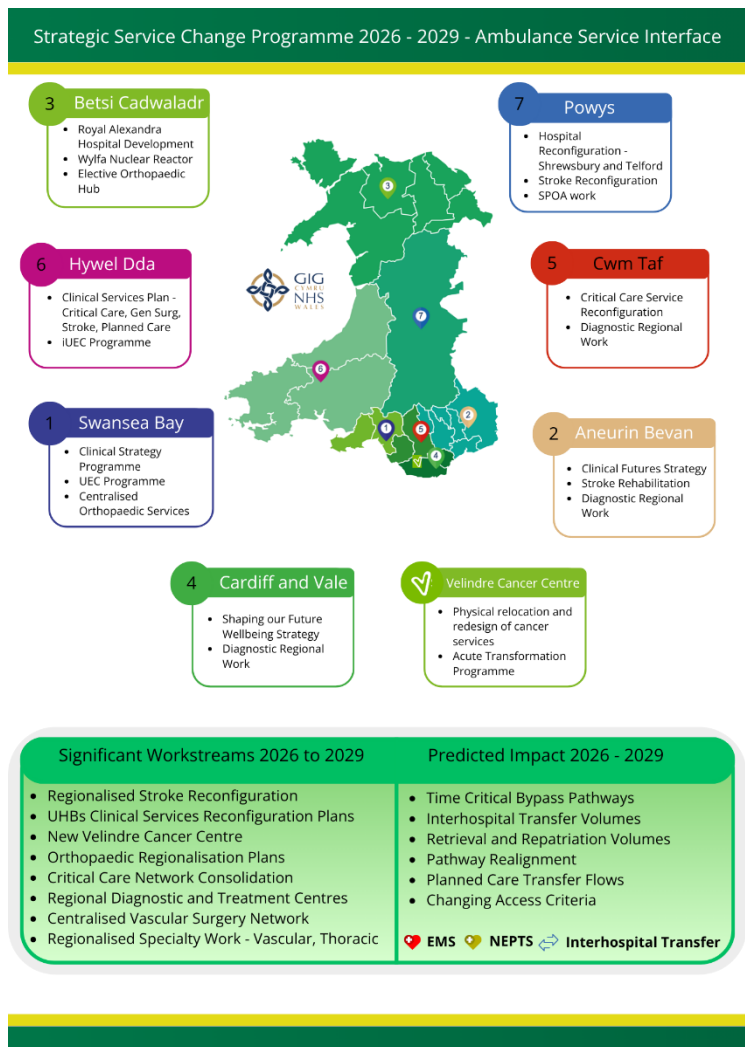 Strategic Service Change Programme 2026 - 2029 - Ambulance Service Interface
3 Betsi Cadwaladr
• Royal Alexandra
Hospital Development
• Wylfa Nuclear Reactor
• Elective Orthopaedic
Hub
7 Powys
• Hospital
Reconfiguration -
Shrewsbury and Telford
• Stroke Reconfiguration
• SPOA work
6 Hywel Dda
• Clinical Services Plan -
Critical Care, Gen Surg,
Stroke, Planned Care
• iUEC Programme
GIG
CYMRU
NHS
WALES
5 Cwm Taf
• Critical Care Service
Reconfiguration
• Diagnostic Regional
Work
3
7
6
1
5
2
4
1 Swansea Bay
• Clinical Strategy
Programme
• UEC Programme
• Centralised
Orthopaedic Services
2 Aneurin Bevan
• Clinical Futures Strategy
• Stroke Rehabilitation
• Diagnostic Regional
Work
4 Cardiff and Vale
• Shaping our Future
Wellbeing Strategy
• Diagnostic Regional
Work
Velindre Cancer Centre
• Physical relocation and
redesign of cancer
services
• Acute Transformation
Programme
Significant Workstreams 2026 to 2029
• Regionalised Stroke Reconfiguration
• UHBs Clinical Services Reconfiguration Plans
• New Velindre Cancer Centre
• Orthopaedic Regionalisation Plans
• Critical Care Network Consolidation
• Regional Diagnostic and Treatment Centres
• Centralised Vascular Surgery Network
• Regionalised Specialty Work - Vascular, Thoracic
Predicted Impact 2026 - 2029
• Time Critical Bypass Pathways
• Interhospital Transfer Volumes
• Retrieval and Repatriation Volumes
• Pathway Realignment
• Planned Care Transfer Flows
• Changing Access Criteria
EMS NEPTS Interhospital Transfer